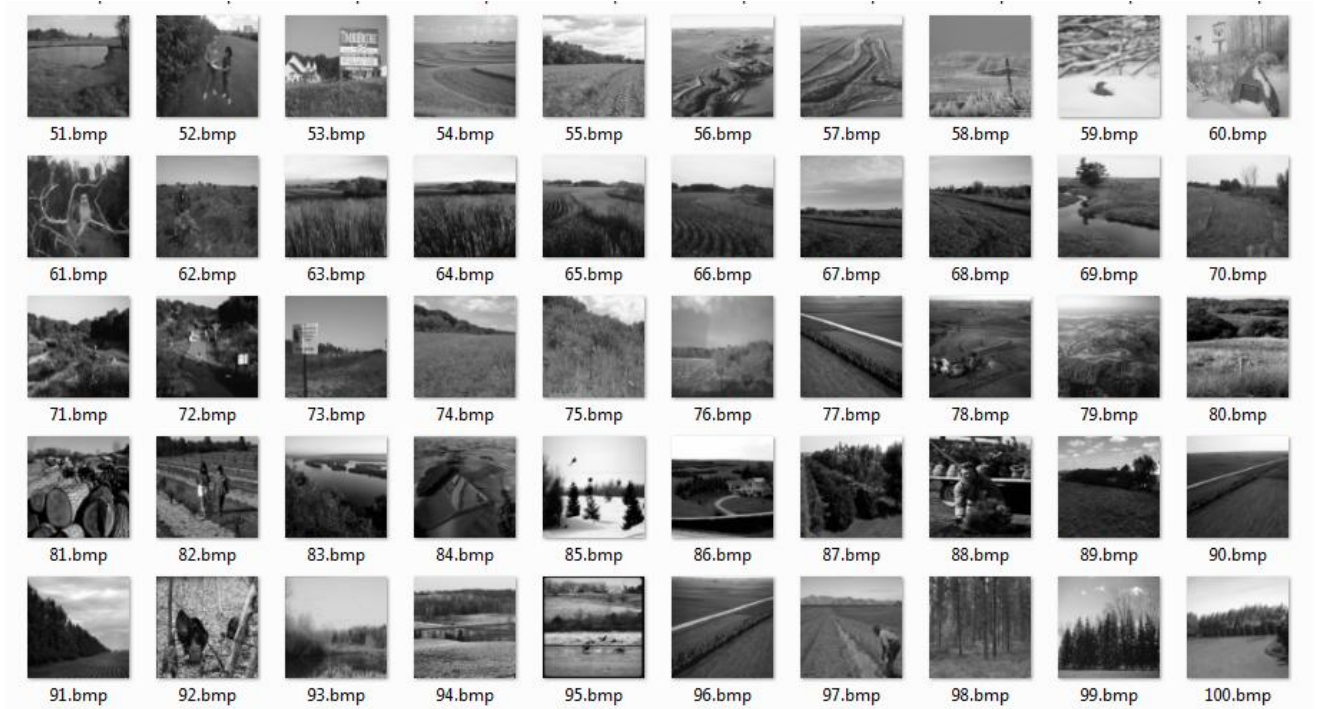 51.bmp 52.bmp 53.bmp 54.bmp 55.bmp 56.bmp 57.bmp 58.bmp 59.bmp 60.bmp
61.bmp 62.bmp 63.bmp 64.bmp 65.bmp 66.bmp 67.bmp 68.bmp 69.bmp 70.bmp
71.bmp 72.bmp 73.bmp 74.bmp 75.bmp 76.bmp 77.bmp 78.bmp 79.bmp 80.bmp
81.bmp 82.bmp 83.bmp 84.bmp 85.bmp 86.bmp 87.bmp 88.bmp 89.bmp 90.bmp
91.bmp 92.bmp 93.bmp 94.bmp 95.bmp 96.bmp 97.bmp 98.bmp 99.bmp 100.bmp